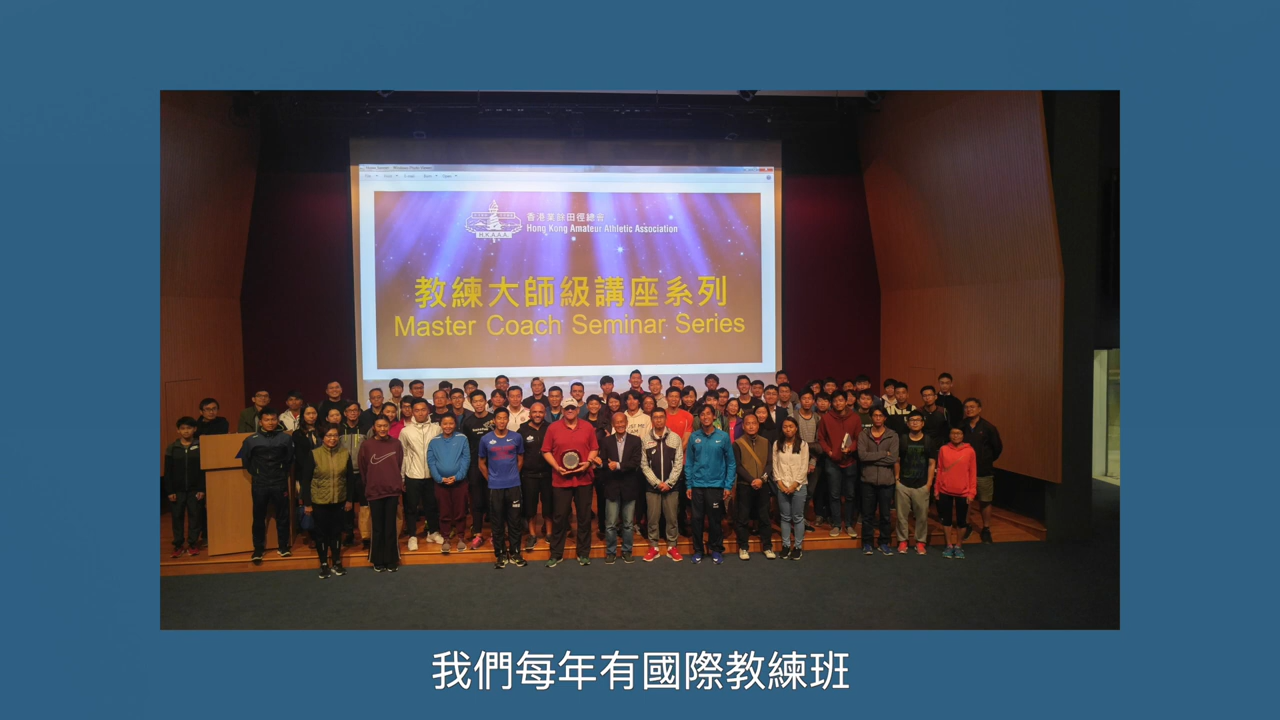 香港業餘田徑總會
Hong Kong Amateur Athletic Association
H.K.A.A.A.
教練大師級講座系列
Master Coach Seminar Series
我們每年有國際教練班